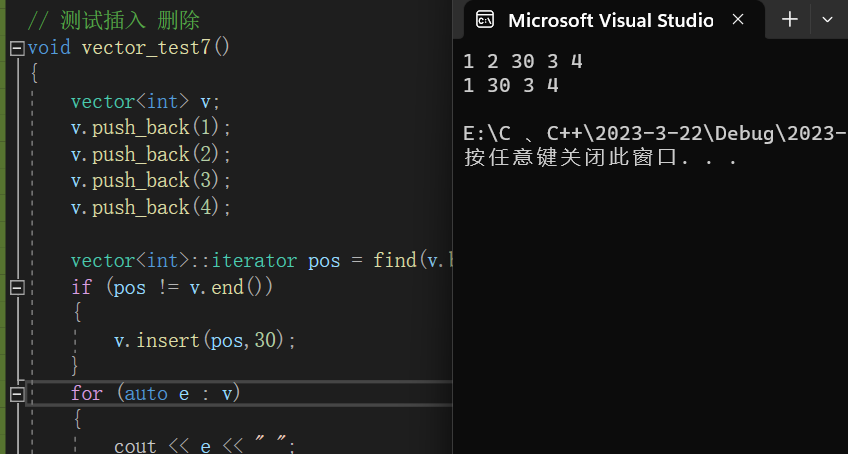 // 测试插入 删除
void vector_test7()
{
vector<int> v;
v.push_back(1);
v.push_back(2);
v.push_back(3);
v.push_back(4);
vector<int>::iterator pos = find(v.
if (pos != v.end())
{
v.insert(pos,30);
}
for (auto e : v)
{
cout << e << " ";
Microsoft Visual Studio
1 2 30 3 4
1 30 3 4
E:\C 、C++\2023-3-22\Debug\2023-
按任意键关闭此窗口. . .